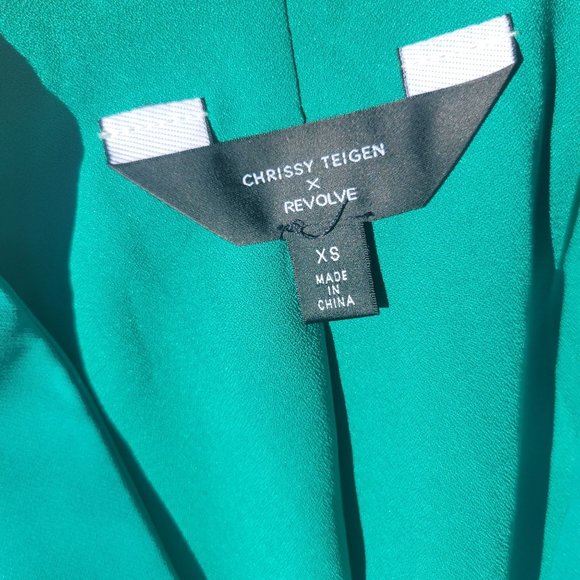 CHRISSY TEIGEN
X
REVOLVE
XS
MADE
IN
CHINA